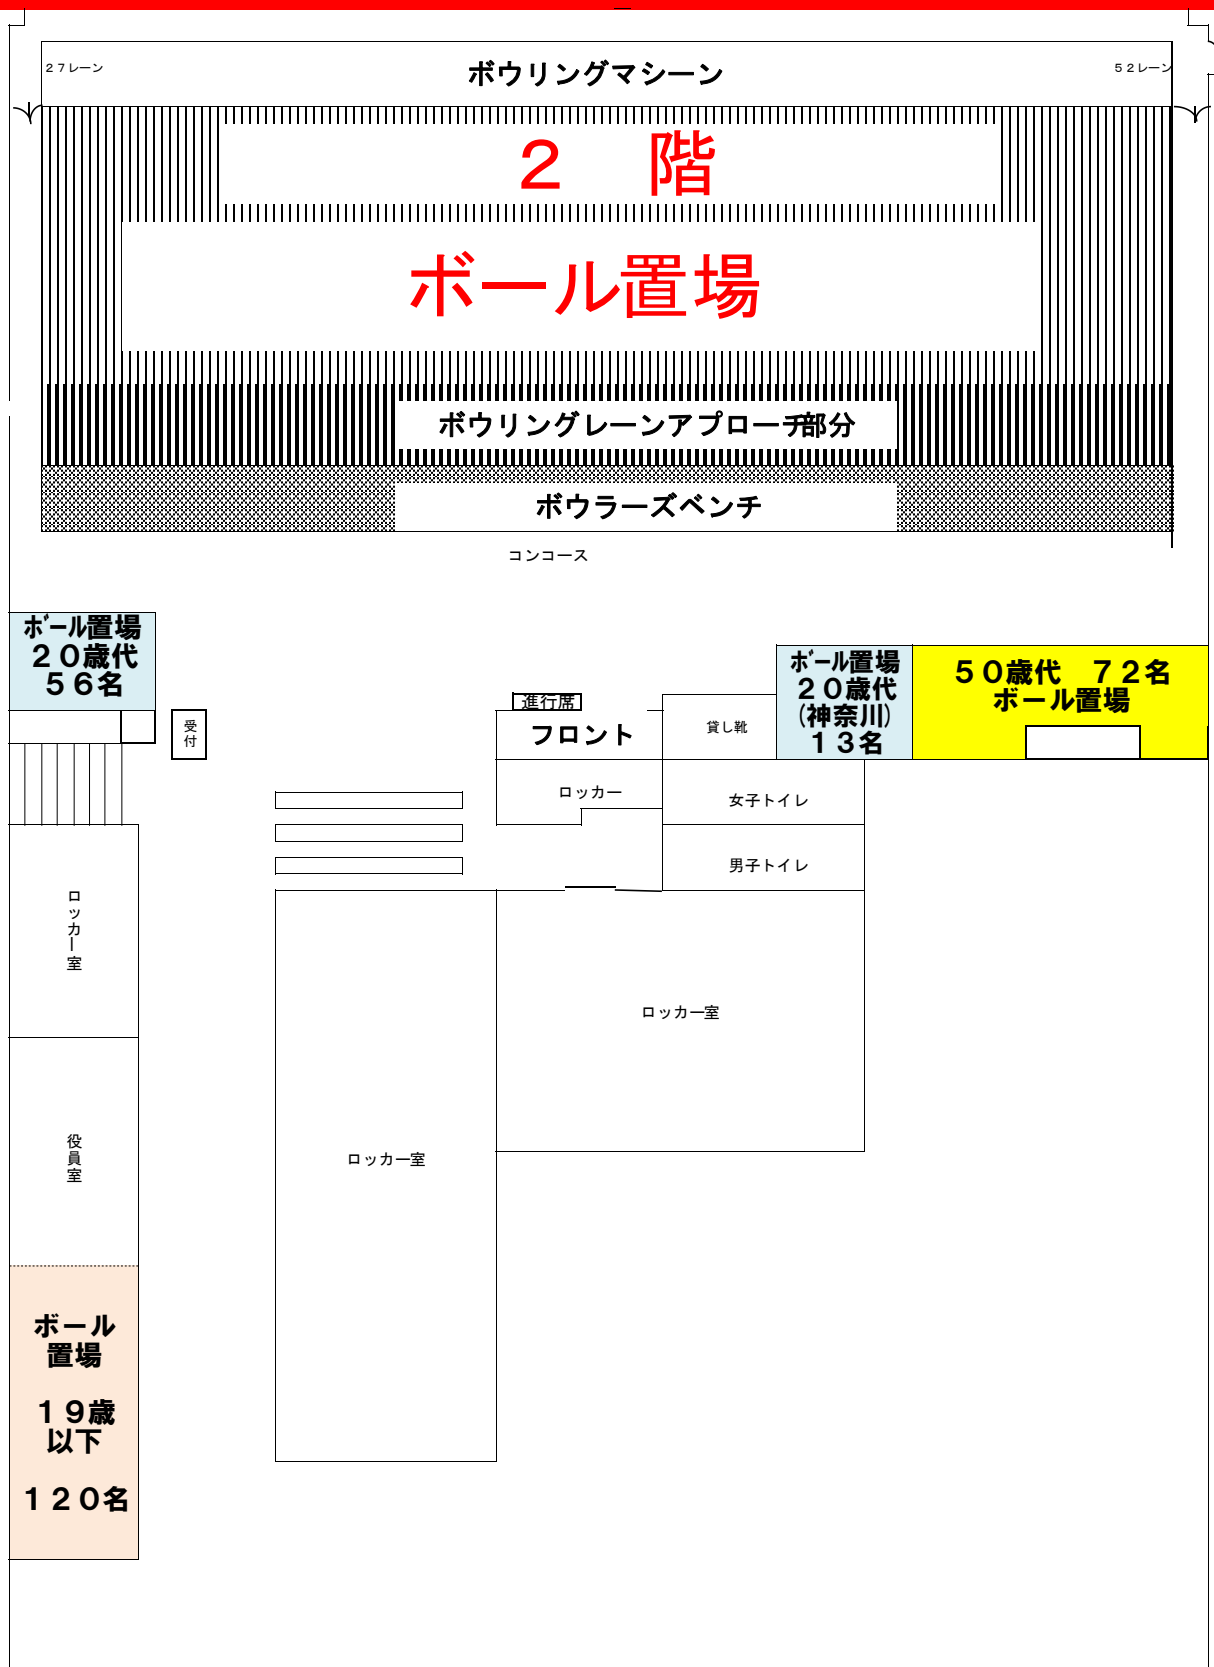 ２７レーン
ボウリングマシーン
５２レーン
２　階
ボール置場
ボウリングレーンアプローチ部分
ボウラーズベンチ
コンコース
ﾎﾞｰﾙ置場
２０歳代
５６名
受付
進行席
フロント
貸し靴
ﾎﾞｰﾙ置場
２０歳代
(神奈川)
１３名
５０歳代　７２名
ボール置場
ロッカー
女子トイレ
男子トイレ
ロッカー室
ロッカー室
役員室
ロッカー室
ボール
置場
１９歳
以下
１２０名